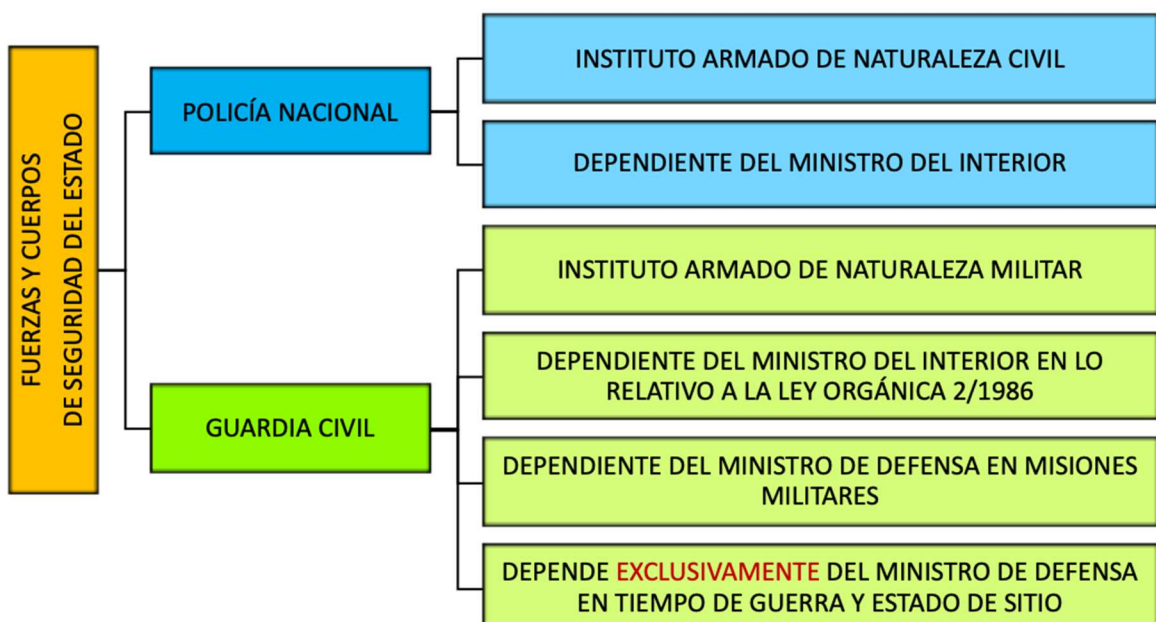 FUERZAS Y CUERPOS
DE SEGURIDAD DEL ESTADO
POLICÍA NACIONAL
INSTITUTO ARMADO DE NATURALEZA CIVIL
DEPENDIENTE DEL MINISTRO DEL INTERIOR
GUARDIA CIVIL
INSTITUTO ARMADO DE NATURALEZA MILITAR
DEPENDIENTE DEL MINISTRO DEL INTERIOR EN LO
RELATIVO A LA LEY ORGÁNICA 2/1986
DEPENDIENTE DEL MINISTRO DE DEFENSA EN MISIONES
MILITARES
DEPENDE EXCLUSIVAMENTE DEL MINISTRO DE DEFENSA
EN TIEMPO DE GUERRA Y ESTADO DE SITIO